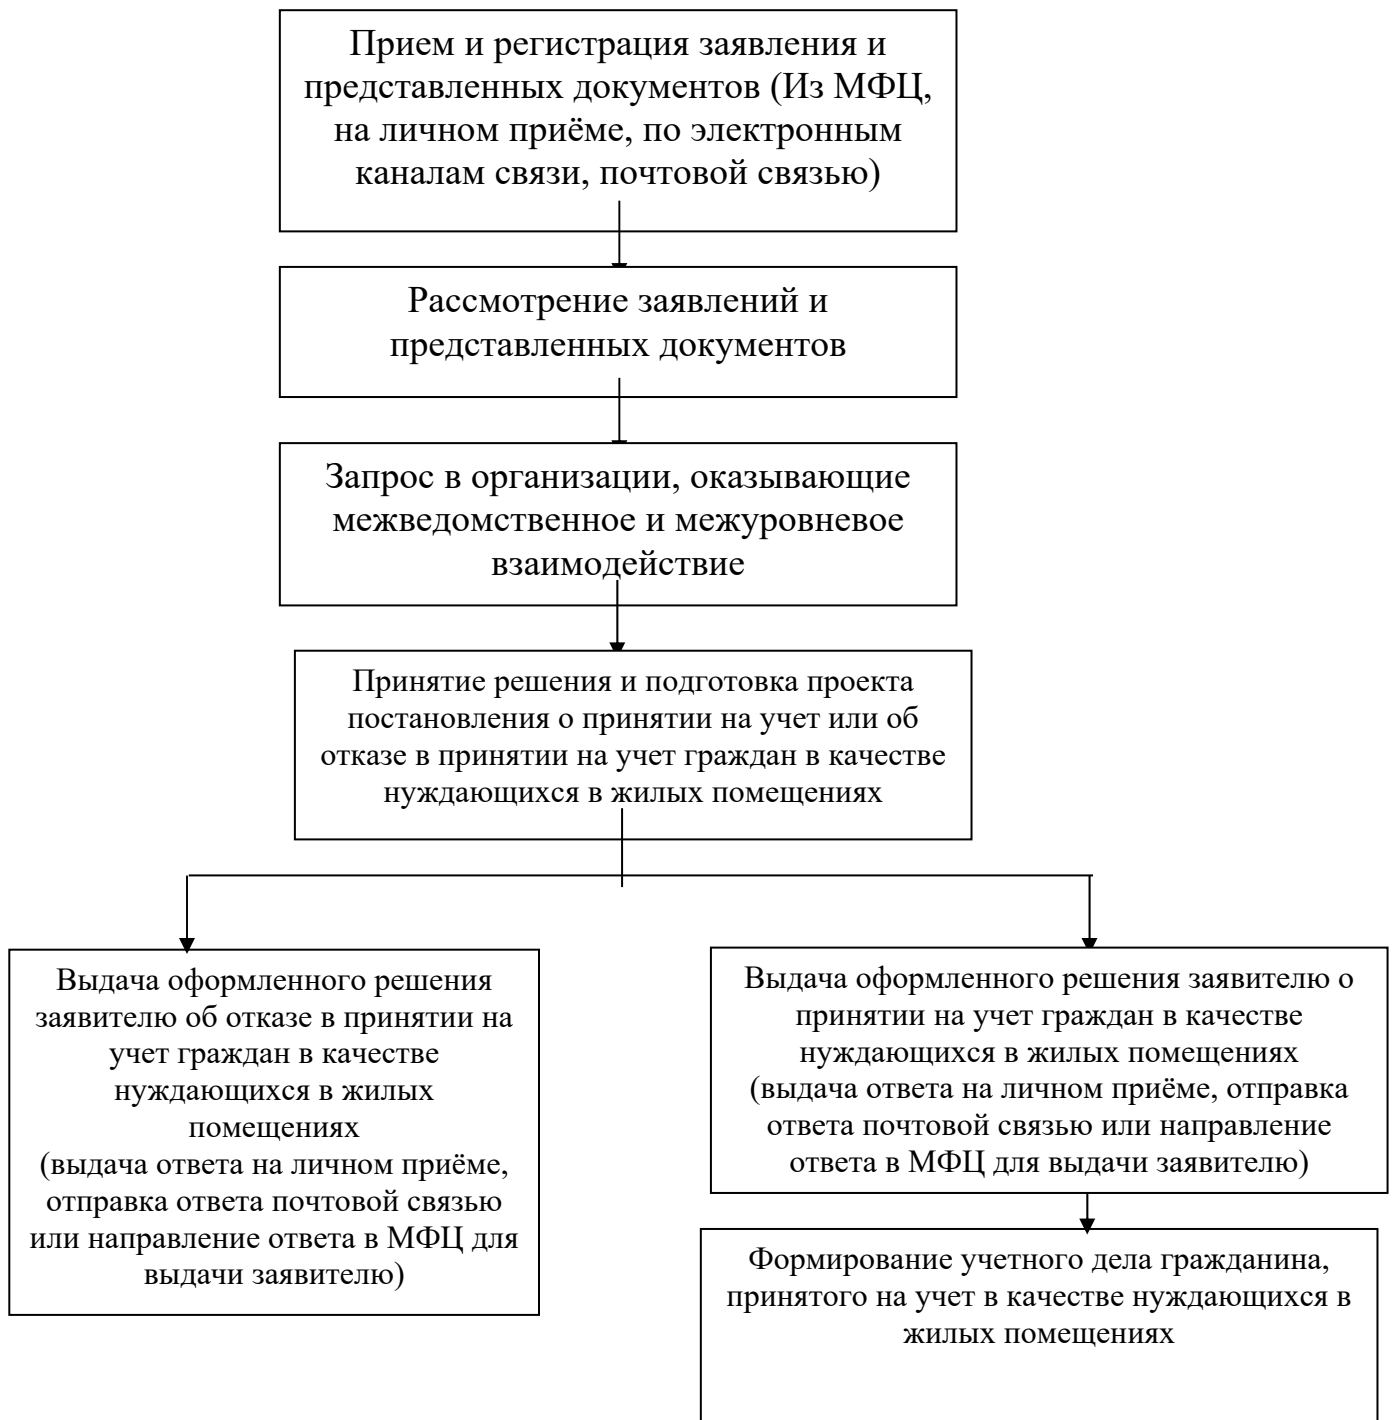 Прием и регистрация заявления и
представленных документов (Из МФЦ,
на личном приёме, по электронным
каналам связи, почтовой связью)
Рассмотрение заявлений и
представленных документов
Запрос в организации, оказывающие
межведомственное и межуровневое
взаимодействие
Принятие решения и подготовка проекта
постановления о принятии на учет или об
отказе в принятии на учет граждан в качестве
нуждающихся в жилых помещениях
Выдача оформленного решения
заявителю об отказе в принятии на
учет граждан в качестве
нуждающихся в жилых
помещениях
(выдача ответа на личном приёме,
отправка ответа почтовой связью
или направление ответа в МФЦ для
выдачи заявителю)
Выдача оформленного решения заявителю о
принятии на учет граждан в качестве
нуждающихся в жилых помещениях
(выдача ответа на личном приёме, отправка
ответа почтовой связью или направление
ответа в МФЦ для выдачи заявителю)
Формирование учетного дела гражданина,
принятого на учет в качестве нуждающихся в
жилых помещениях